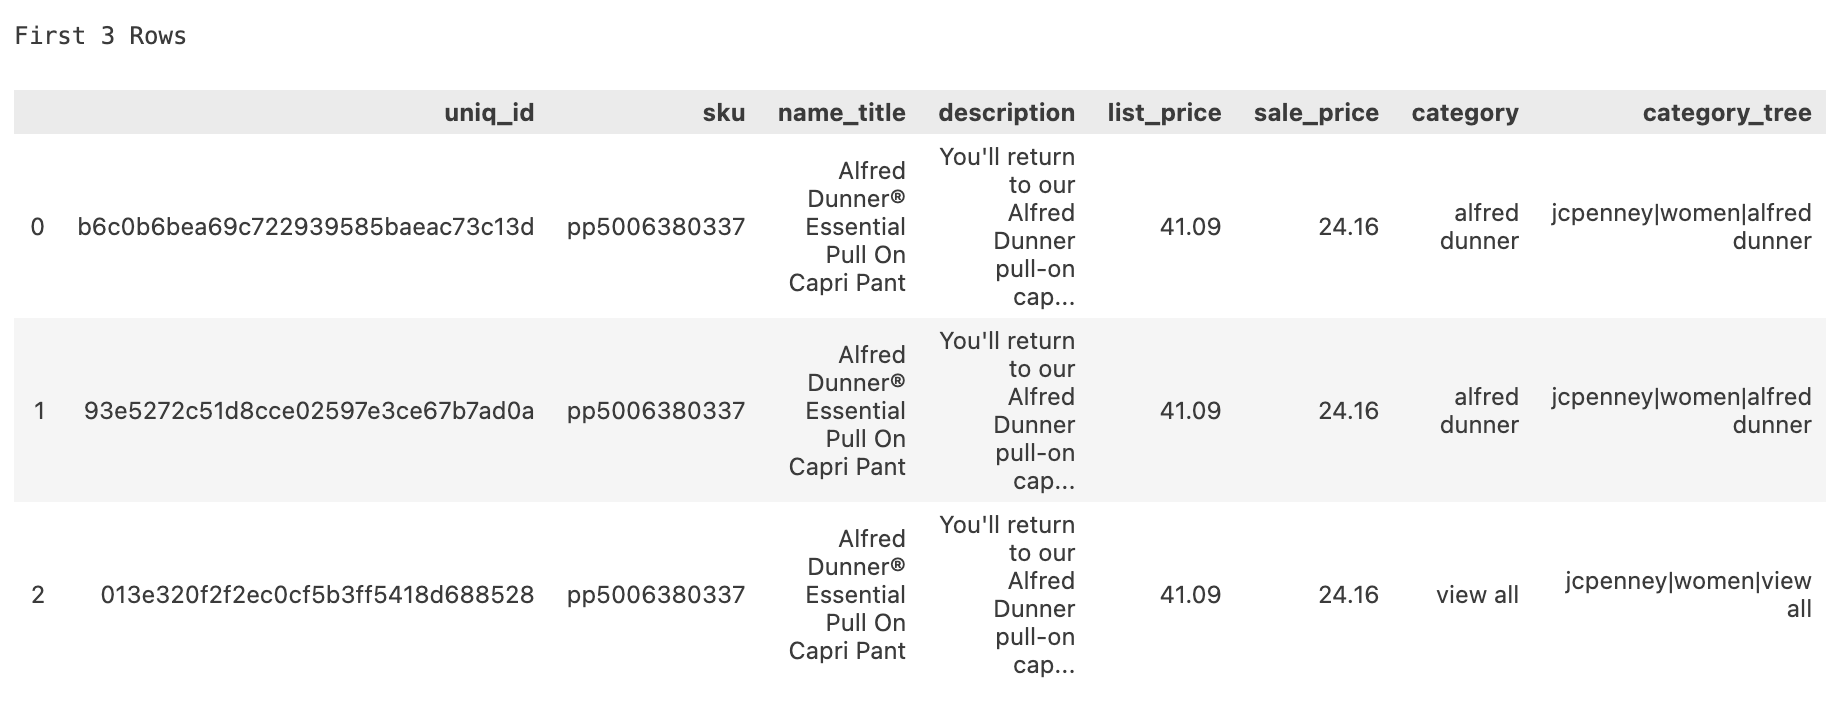 First 3 Rows
uniq_id sku name_title description list_price sale_price category category_tree
0 b6c0b6bea69c722939585baeac73c13d pp5006380337 Alfred Dunner® Essential Pull On Capri Pant You'll return to our Alfred Dunner pull-on cap... 41.09 24.16 alfred dunner jcpenney|women|alfred dunner
1 93e5272c51d8cce02597e3ce67b7ad0a pp5006380337 Alfred Dunner® Essential Pull On Capri Pant You'll return to our Alfred Dunner pull-on cap... 41.09 24.16 alfred dunner jcpenney|women|alfred dunner
2 013e320f2f2ec0cf5b3ff5418d688528 pp5006380337 Alfred Dunner® Essential Pull On Capri Pant You'll return to our Alfred Dunner pull-on cap... 41.09 24.16 view all jcpenney|women|view all